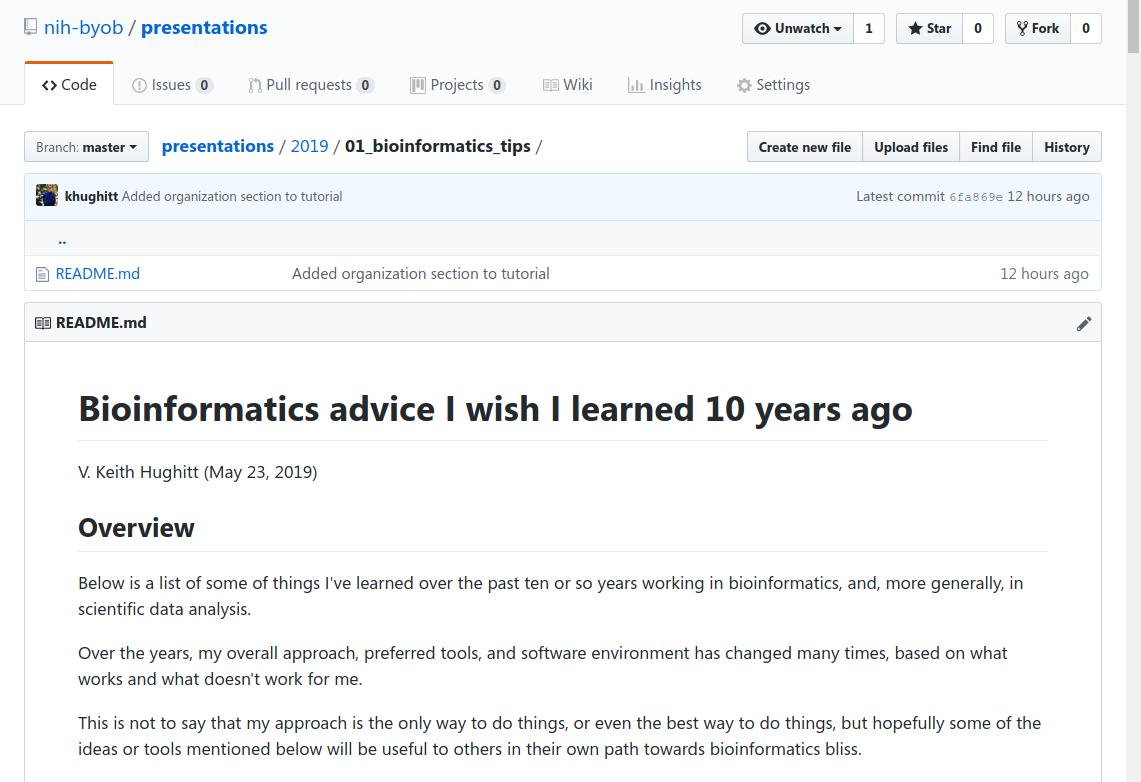 nih-byob / presentations
Unwatch 1 Star 0 Fork 0
Code Issues 0 Pull requests 0 Projects 0 Wiki Insights Settings
Branch: master presentations / 2019 / 01_bioinformatics_tips /
Create new file Upload files Find file History
khughitt Added organization section to tutorial Latest commit 6fa869e 12 hours ago
..
README.md Added organization section to tutorial 12 hours ago
README.md
Bioinformatics advice I wish I learned 10 years ago
V. Keith Hughitt (May 23, 2019)
Overview
Below is a list of some of things I've learned over the past ten or so years working in bioinformatics, and, more generally, in
scientific data analysis.
Over the years, my overall approach, preferred tools, and software environment has changed many times, based on what
works and what doesn't work for me.
This is not to say that my approach is the only way to do things, or even the best way to do things, but hopefully some of the
ideas or tools mentioned below will be useful to others in their own path towards bioinformatics bliss.